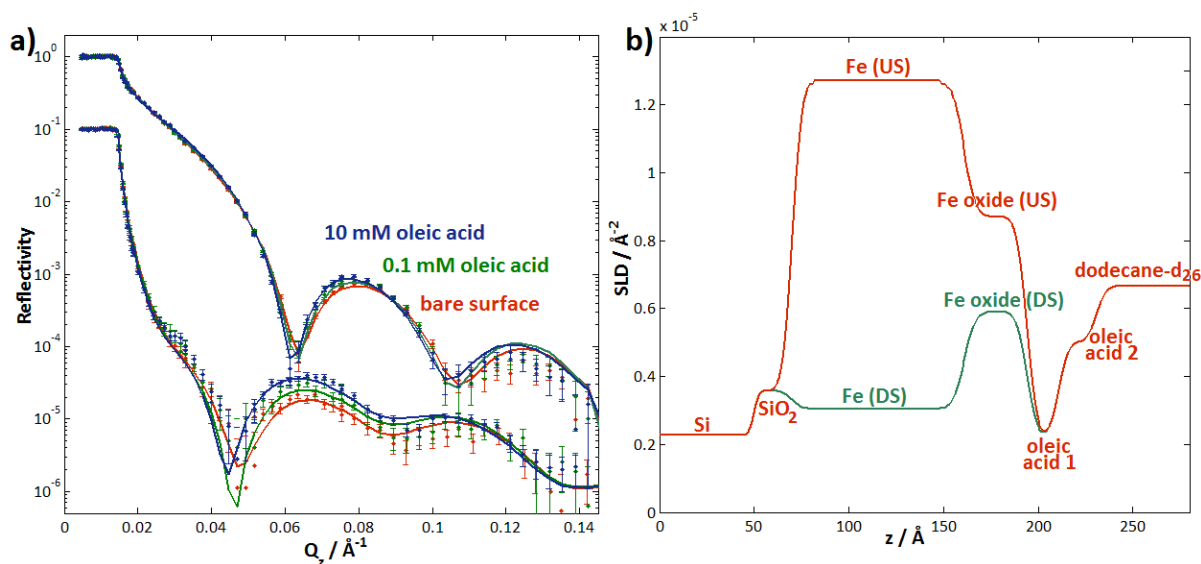 a)
10⁰
10⁻¹
10⁻²
10⁻³
10⁻⁴
10⁻⁵
10⁻⁶
Reflectivity
10 mM oleic acid
0.1 mM oleic acid
bare surface
0 0.02 0.04 0.06 0.08 0.1 0.12 0.14
Q_z / Å⁻¹
b)
x 10⁻⁵
1.2
1
0.8
0.6
0.4
0.2
0
SLD / Å⁻²
Fe (US)
Fe oxide (US)
dodecane-d₂₆
Fe oxide (DS)
oleic
acid 2
SiO₂
Fe (DS)
Si
oleic
acid 1
0 50 100 150 200 250
z / Å